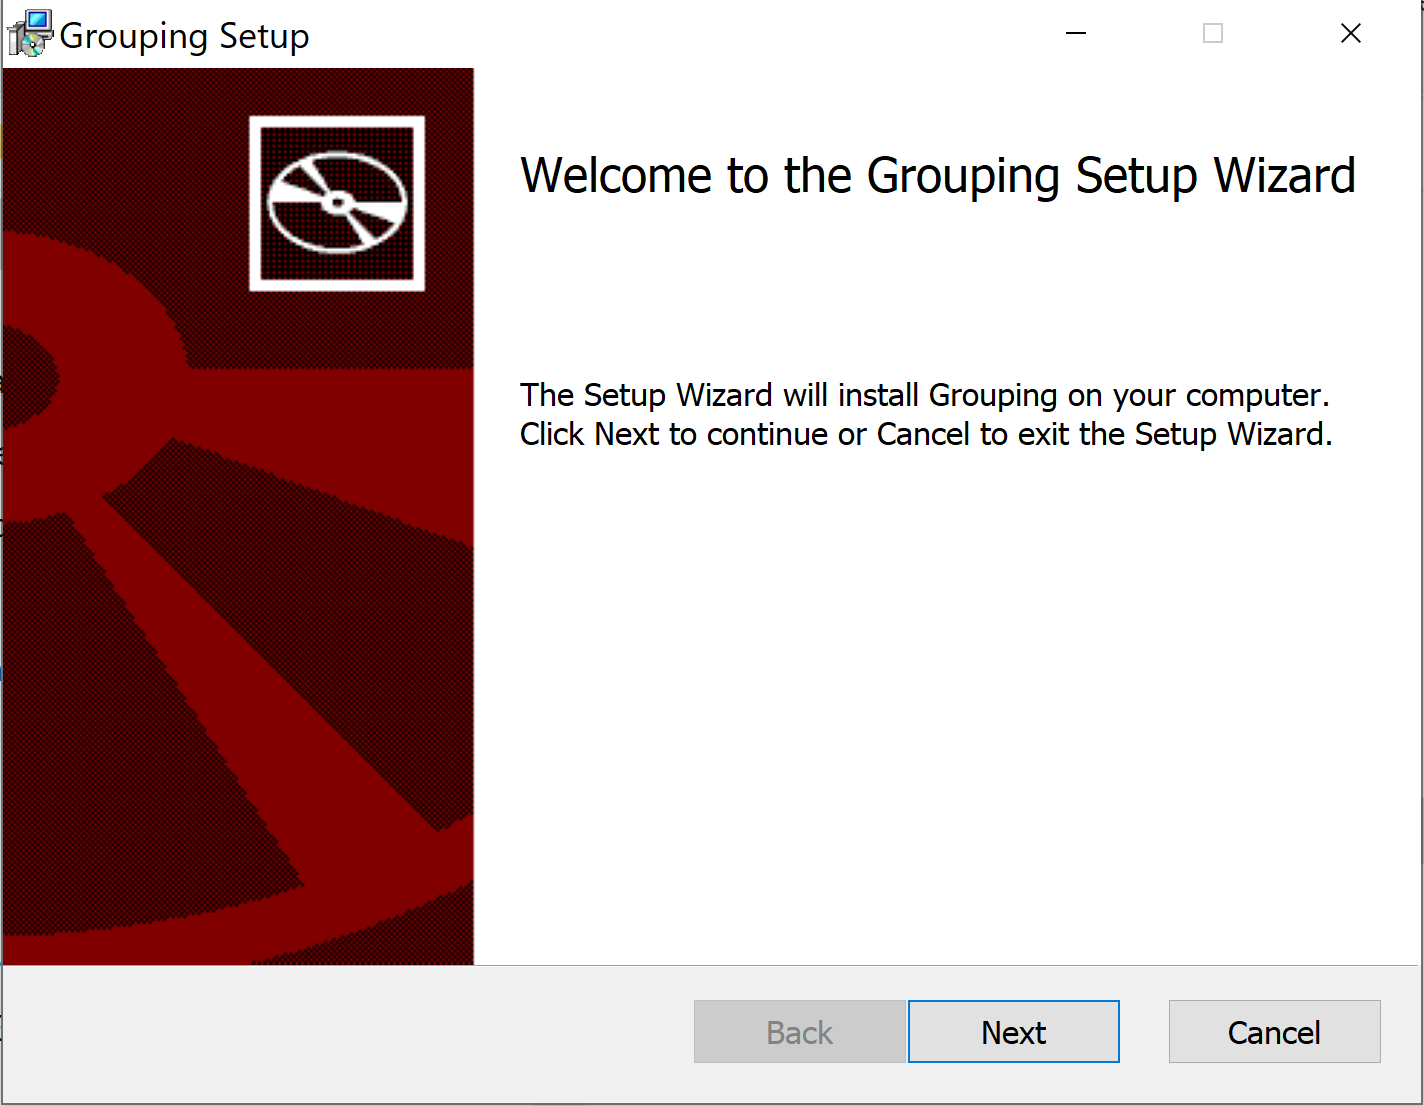 Grouping Setup
Welcome to the Grouping Setup Wizard
The Setup Wizard will install Grouping on your computer.
Click Next to continue or Cancel to exit the Setup Wizard.
Back Next Cancel